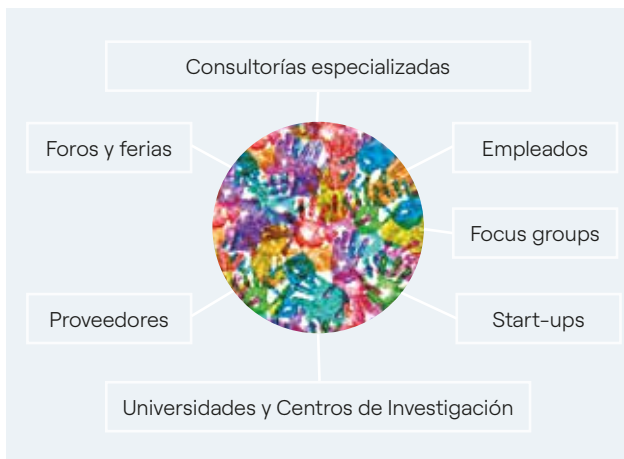 Consultorías especializadas
Foros y ferias
Empleados
Focus groups
Proveedores
Start-ups
Universidades y Centros de Investigación